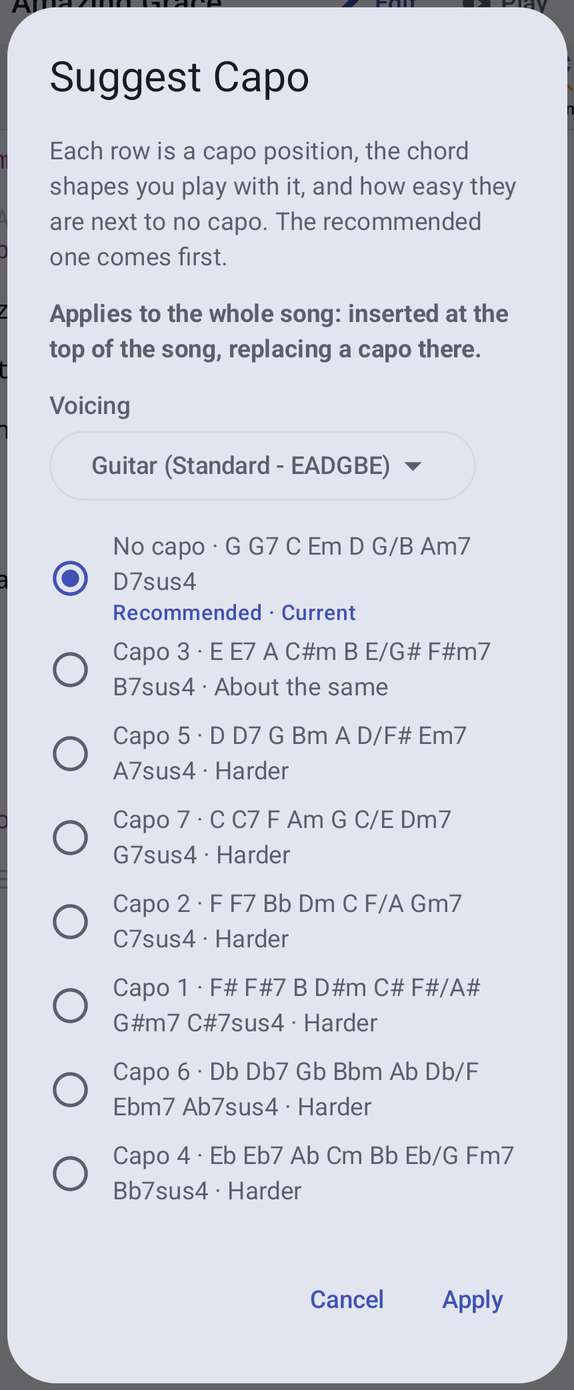 Amazing Grace Edit Play
Suggest Capo
Each row is a capo position, the chord
shapes you play with it, and how easy they
are next to no capo. The recommended
one comes first.
Applies to the whole song: inserted at the
top of the song, replacing a capo there.
Voicing
Guitar (Standard - EADGBE)
No capo · G G7 C Em D G/B Am7
D7sus4
Recommended · Current
Capo 3 · E E7 A C#m B E/G# F#m7
B7sus4 · About the same
Capo 5 · D D7 G Bm A D/F# Em7
A7sus4 · Harder
Capo 7 · C C7 F Am G C/E Dm7
G7sus4 · Harder
Capo 2 · F F7 Bb Dm C F/A Gm7
C7sus4 · Harder
Capo 1 · F# F#7 B D#m C# F#/A#
G#m7 C#7sus4 · Harder
Capo 6 · Db Db7 Gb Bbm Ab Db/F
Ebm7 Ab7sus4 · Harder
Capo 4 · Eb Eb7 Ab Cm Bb Eb/G Fm7
Bb7sus4 · Harder
Cancel Apply